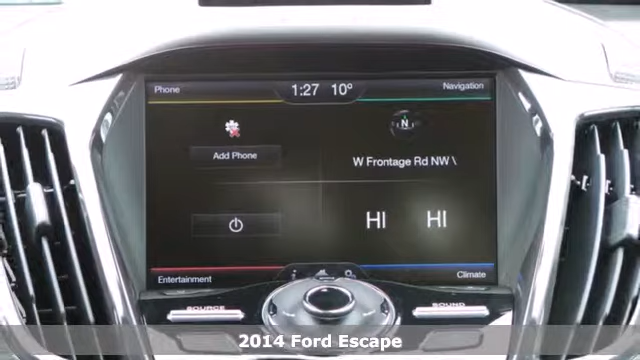 Phone
1:27 10°
Navigation
N
Add Phone
W Frontage Rd NW \
HI HI
Entertainment
i
Climate
SOURCE
SOUND
2014 Ford Escape